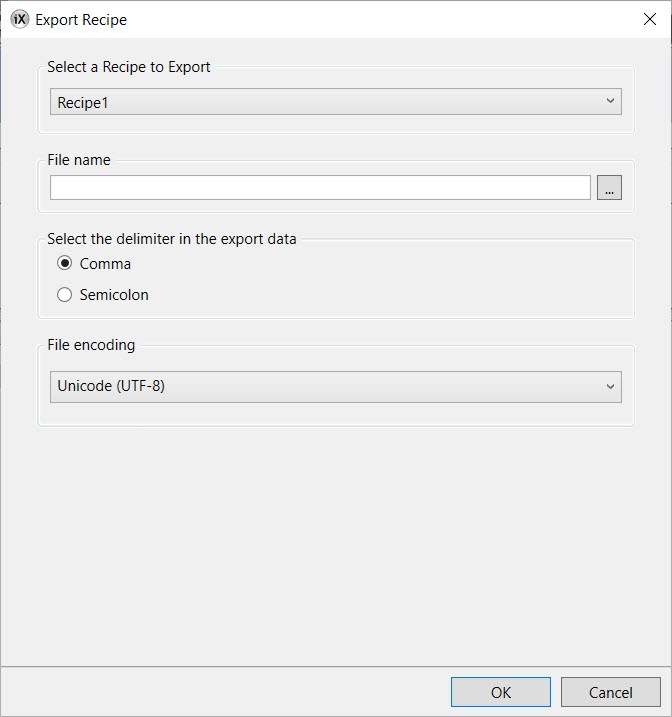 iX Export Recipe
Select a Recipe to Export
Recipe1
File name
...
Select the delimiter in the export data
Comma
Semicolon
File encoding
Unicode (UTF-8)
OK Cancel